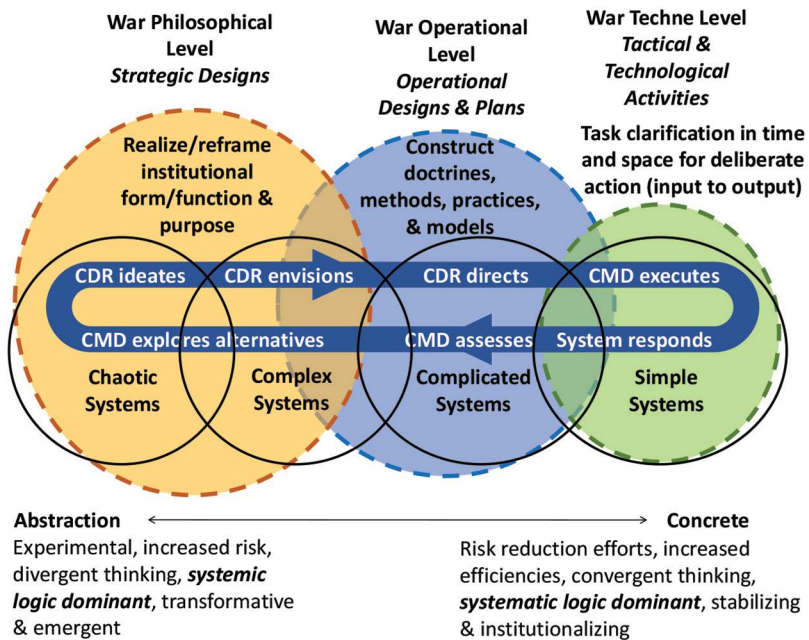 War Philosophical
Level
Strategic Designs
War Operational
Level
Operational
Designs & Plans
War Techne Level
Tactical &
Technological
Activities
Realize/reframe
institutional
form/function &
purpose
Construct
doctrines,
methods, practices,
& models
Task clarification in time
and space for deliberate
action (input to output)
CDR ideates
CDR envisions
CDR directs
CMD executes
CMD explores alternatives
CMD assesses
System responds
Chaotic
Systems
Complex
Systems
Complicated
Systems
Simple
Systems
Abstraction
Experimental, increased risk,
divergent thinking, systemic
logic dominant, transformative
& emergent
Concrete
Risk reduction efforts, increased
efficiencies, convergent thinking,
systematic logic dominant, stabilizing
& institutionalizing